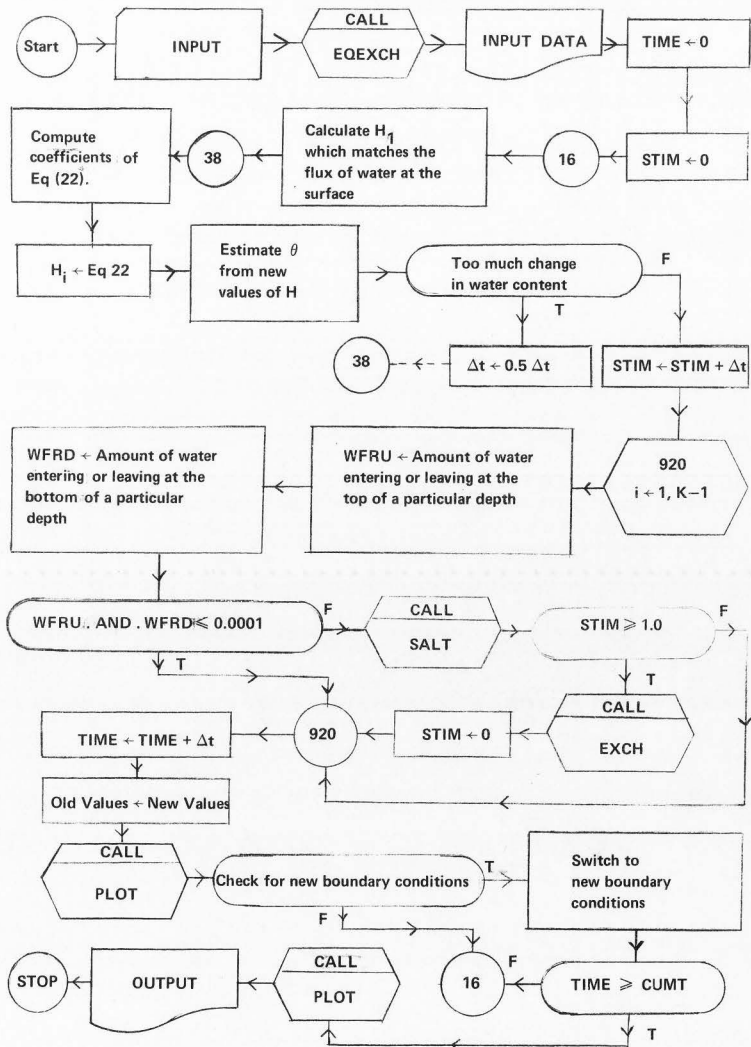 Start
INPUT
CALL
EQEXCH
INPUT DATA
TIME ← 0
STIM ← 0
16
Calculate H1
which matches the
flux of water at the
surface
38
Compute
coefficients of
Eq (22).
Hi ← Eq 22
Estimate θ
from new
values of H
Too much change
in water content
F
T
38
Δt ← 0.5 Δt
STIM ← STIM + Δt
920
i ← 1, K−1
WFRU ← Amount of water
entering or leaving at the
top of a particular depth
WFRD ← Amount of water
entering or leaving at the
bottom of a particular
depth
WFRU . AND . WFRD ⩽ 0.0001
F
T
CALL
SALT
STIM ⩾ 1.0
F
T
CALL
EXCH
STIM ← 0
920
TIME ← TIME + Δt
Old Values ← New Values
CALL
PLOT
Check for new boundary conditions
T
F
Switch to
new boundary
conditions
TIME ⩾ CUMT
F
T
16
CALL
PLOT
OUTPUT
STOP